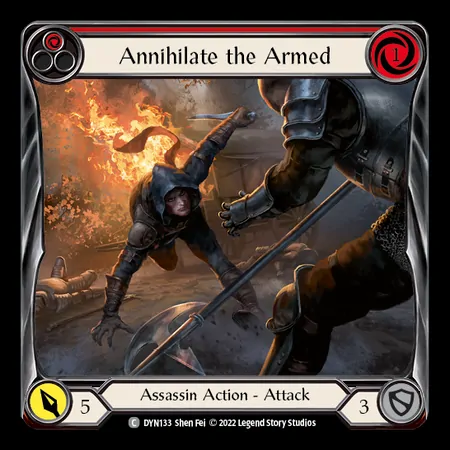 Annihilate the Armed
1
5
Assassin Action - Attack
3
C DYN133 Shen Fei © 2022 Legend Story Studios